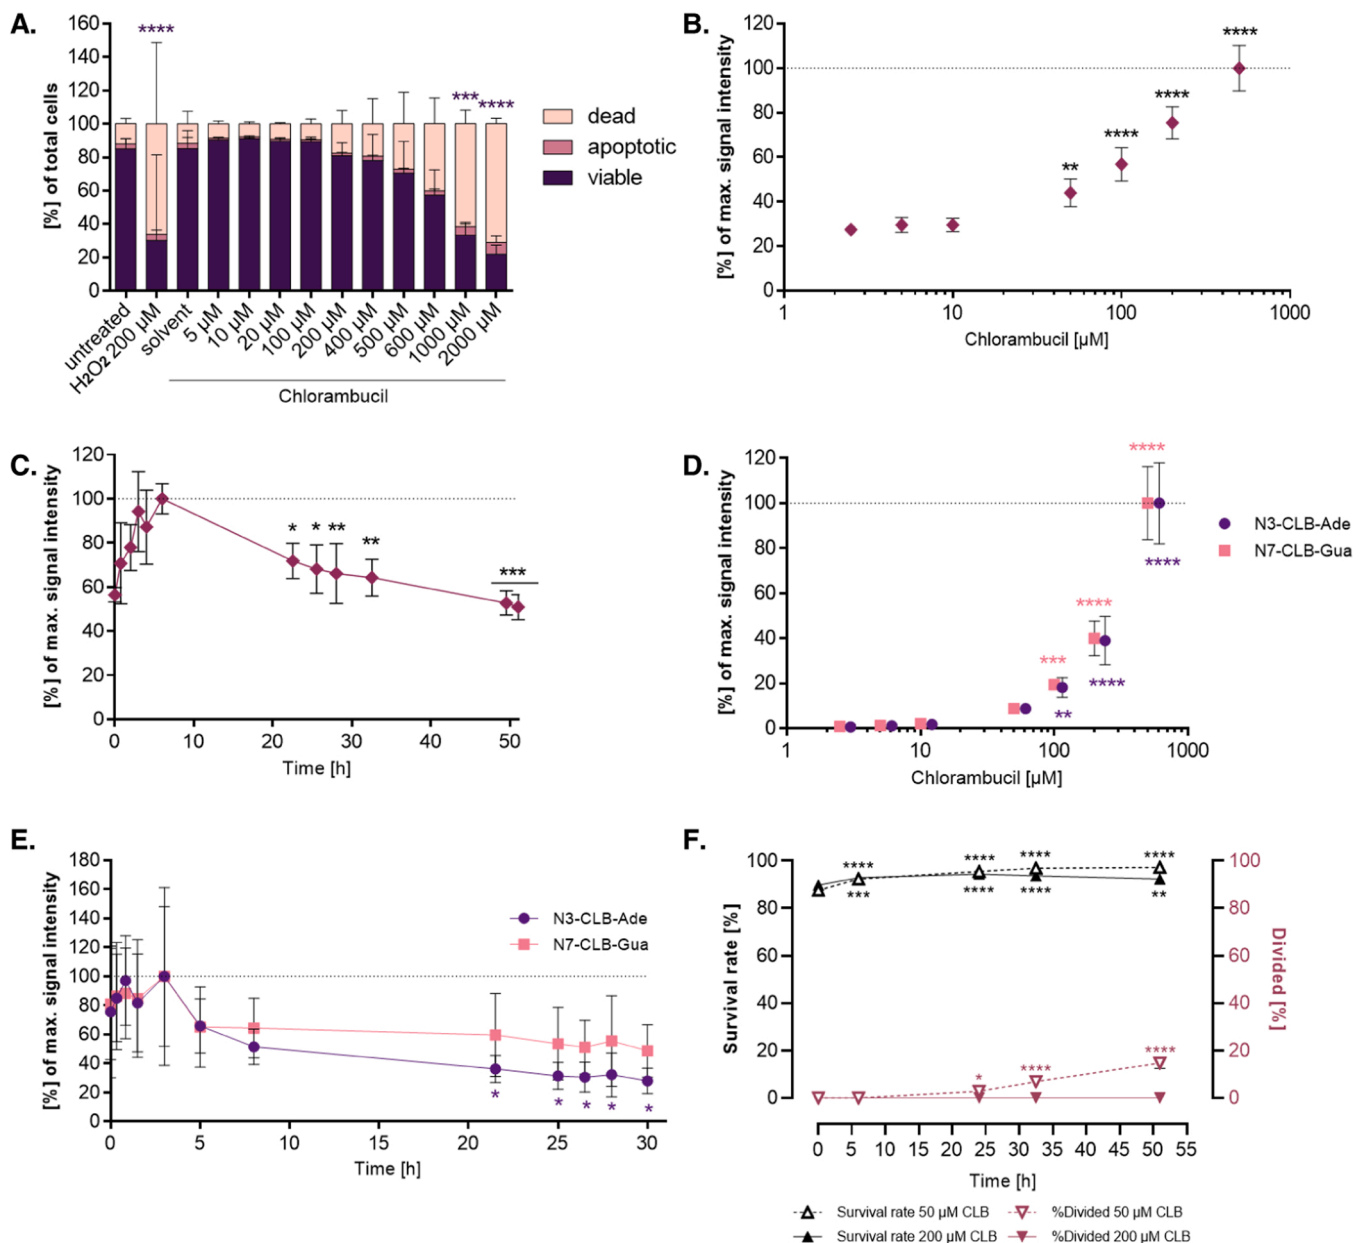 A.
[%] of total cells
160
140
120
100
80
60
40
20
0
****
***
****
untreated
H₂O₂ 200 µM
solvent
5 µM
10 µM
20 µM
100 µM
200 µM
400 µM
500 µM
600 µM
1000 µM
2000 µM
Chlorambucil
dead
apoptotic
viable
B.
[%] of max. signal intensity
120
100
80
60
40
20
0
**
****
****
****
1
10
100
1000
Chlorambucil [µM]
C.
[%] of max. signal intensity
120
100
80
60
40
20
0
*
*
**
**
***
0
10
20
30
40
50
Time [h]
D.
[%] of max. signal intensity
120
100
80
60
40
20
0
****
****
****
***
****
**
1
10
100
1000
Chlorambucil [µM]
N3-CLB-Ade
N7-CLB-Gua
E.
[%] of max. signal intensity
180
160
140
120
100
80
60
40
20
0
N3-CLB-Ade
N7-CLB-Gua
*
*
*
*
*
0
5
10
15
20
25
30
Time [h]
F.
Survival rate [%]
100
80
60
40
20
0
****
****
****
****
***
****
****
**
*
****
****
100
80
60
40
20
0
Divided [%]
0
5
10
15
20
25
30
35
40
45
50
55
Time [h]
Survival rate 50 µM CLB
%Divided 50 µM CLB
Survival rate 200 µM CLB
%Divided 200 µM CLB